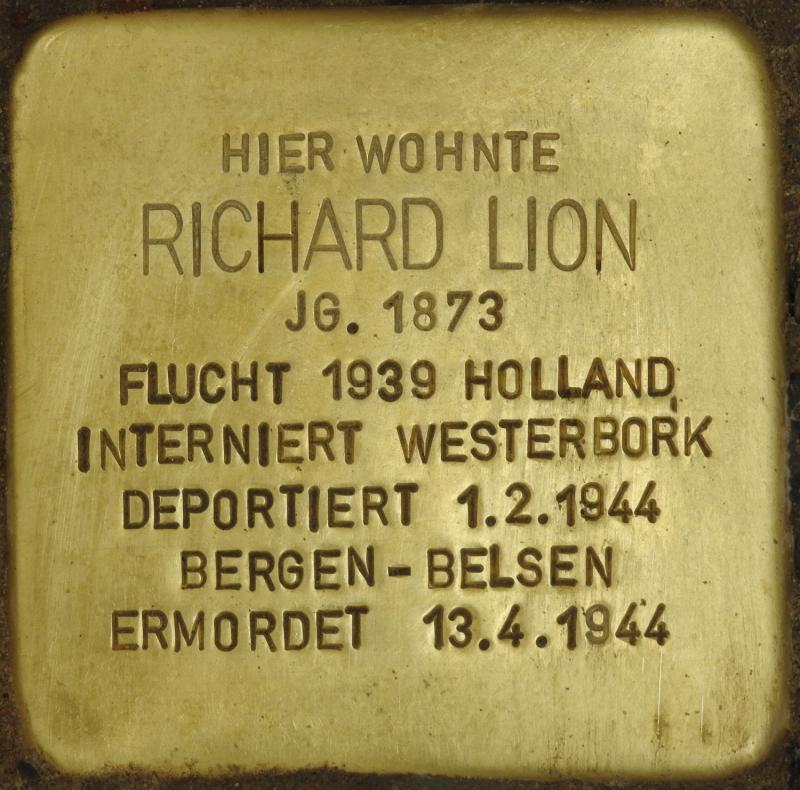 HIER WOHNTE
RICHARD LION
JG. 1873
FLUCHT 1939 HOLLAND
INTERNIERT WESTERBORK
DEPORTIERT 1.2.1944
BERGEN-BELSEN
ERMORDET 13.4.1944